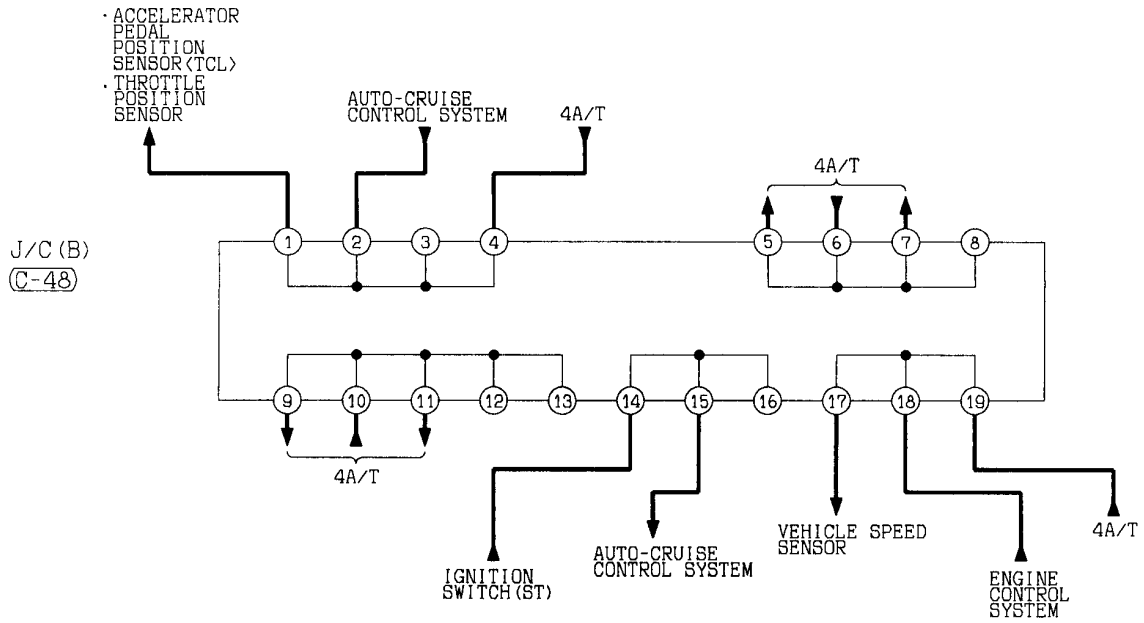 · ACCELERATOR
PEDAL
POSITION
SENSOR<TCL>
· THROTTLE
POSITION
SENSOR
AUTO-CRUISE
CONTROL SYSTEM
4A/T
4A/T
J/C (B)
C-48
1 2 3 4 5 6 7 8
9 10 11 12 13 14 15 16 17 18 19
4A/T
IGNITION
SWITCH(ST)
AUTO-CRUISE
CONTROL SYSTEM
VEHICLE SPEED
SENSOR
ENGINE
CONTROL
SYSTEM
4A/T